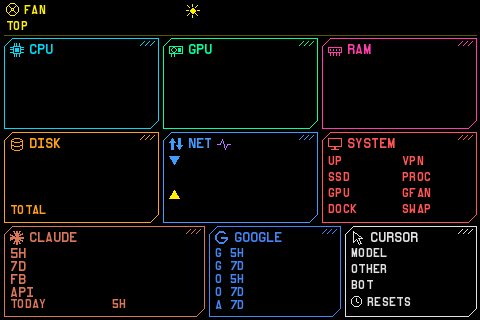 FAN
TOP
CPU
GPU
RAM
DISK
TOTAL
NET
SYSTEM
UP VPN
SSD PROC
GPU GFAN
DOCK SWAP
CLAUDE
5H
7D
FB
API
TODAY 5H
GOOGLE
G 5H
G 7D
O 5H
O 7D
A 7D
CURSOR
MODEL
OTHER
BOT
RESETS